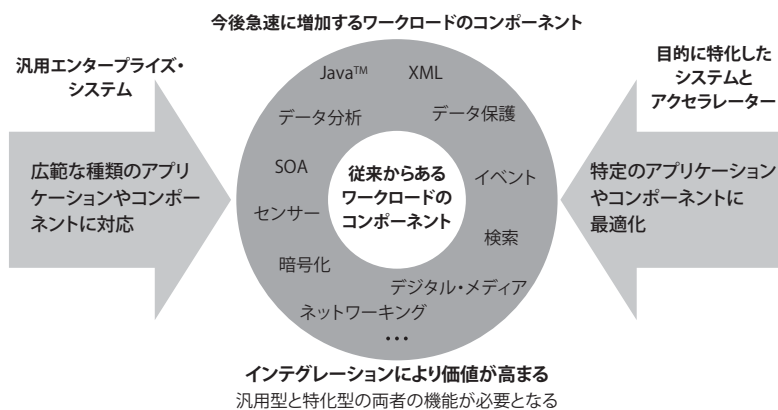 今後急速に増加するワークロードのコンポーネント
汎用エンタープライズ・
システム
広範な種類のアプリ
ケーションやコンポー
ネントに対応
Java™ XML
データ分析 データ保護
SOA
イベント
センサー
検索
暗号化
デジタル・メディア
ネットワーキング
•••
従来からある
ワークロードの
コンポーネント
目的に特化した
システムと
アクセラレーター
特定のアプリケーション
やコンポーネントに
最適化
インテグレーションにより価値が高まる
汎用型と特化型の両者の機能が必要となる